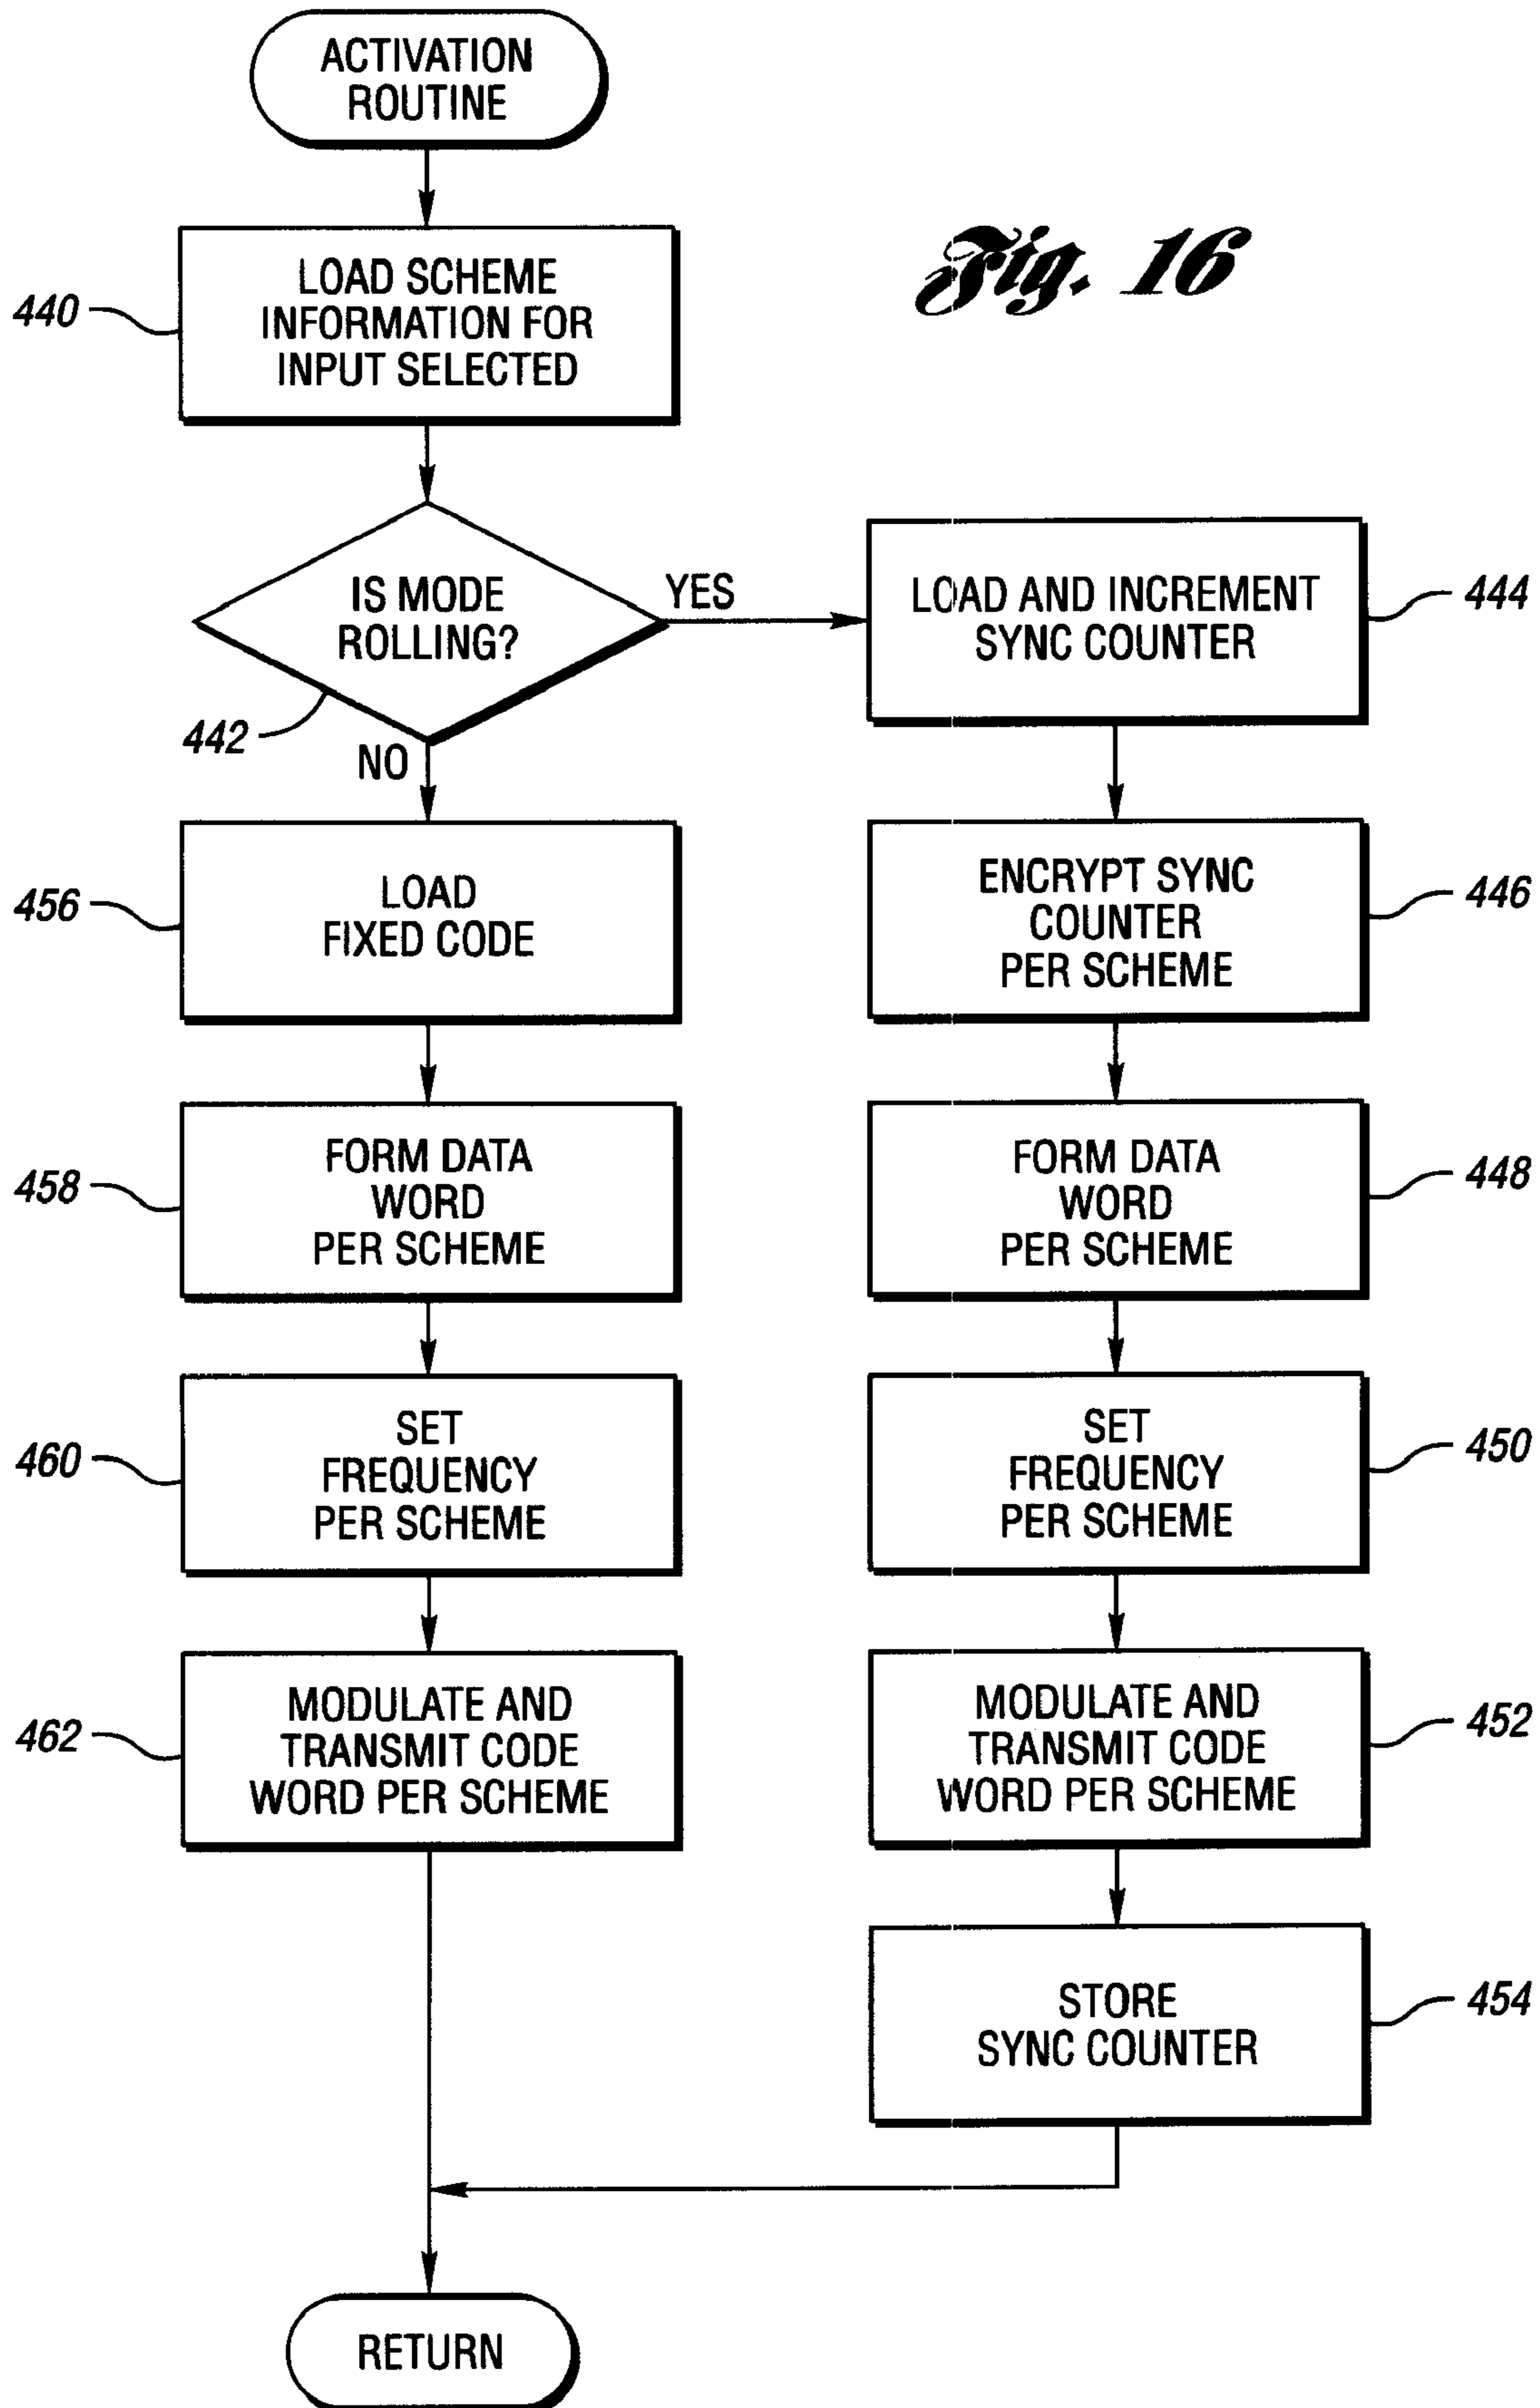 ACTIVATION
ROUTINE
Fig. 16
440
LOAD SCHEME
INFORMATION FOR
INPUT SELECTED
442
IS MODE
ROLLING?
YES
NO
444
LOAD AND INCREMENT
SYNC COUNTER
456
LOAD
FIXED CODE
446
ENCRYPT SYNC
COUNTER
PER SCHEME
458
FORM DATA
WORD
PER SCHEME
448
FORM DATA
WORD
PER SCHEME
460
SET
FREQUENCY
PER SCHEME
450
SET
FREQUENCY
PER SCHEME
462
MODULATE AND
TRANSMIT CODE
WORD PER SCHEME
452
MODULATE AND
TRANSMIT CODE
WORD PER SCHEME
454
STORE
SYNC COUNTER
RETURN